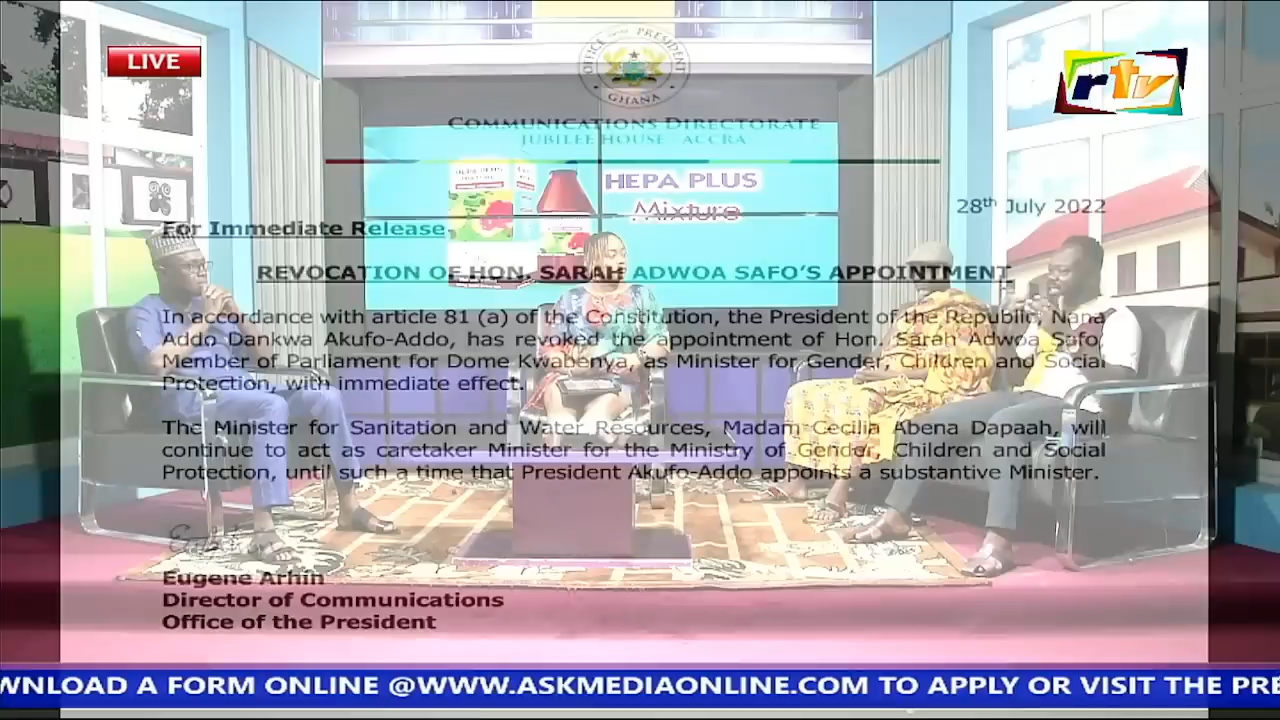 LIVE
rtv
OFFICE OF THE PRESIDENT
GHANA
COMMUNICATIONS DIRECTORATE
JUBILEE HOUSE - ACCRA
HEPA PLUS
Mixture
28th July 2022
For Immediate Release
REVOCATION OF HON. SARAH ADWOA SAFO'S APPOINTMENT
In accordance with article 81 (a) of the Constitution, the President of the Republic, Nana
Addo Dankwa Akufo-Addo, has revoked the appointment of Hon. Sarah Adwoa Safo,
Member of Parliament for Dome Kwabenya, as Minister for Gender, Children and Social
Protection, with immediate effect.
The Minister for Sanitation and Water Resources, Madam Cecilia Abena Dapaah, will
continue to act as caretaker Minister for the Ministry of Gender, Children and Social
Protection, until such a time that President Akufo-Addo appoints a substantive Minister.
Eugene Arhin
Director of Communications
Office of the President
WNLOAD A FORM ONLINE @WWW.ASKMEDIAONLINE.COM TO APPLY OR VISIT THE PRE